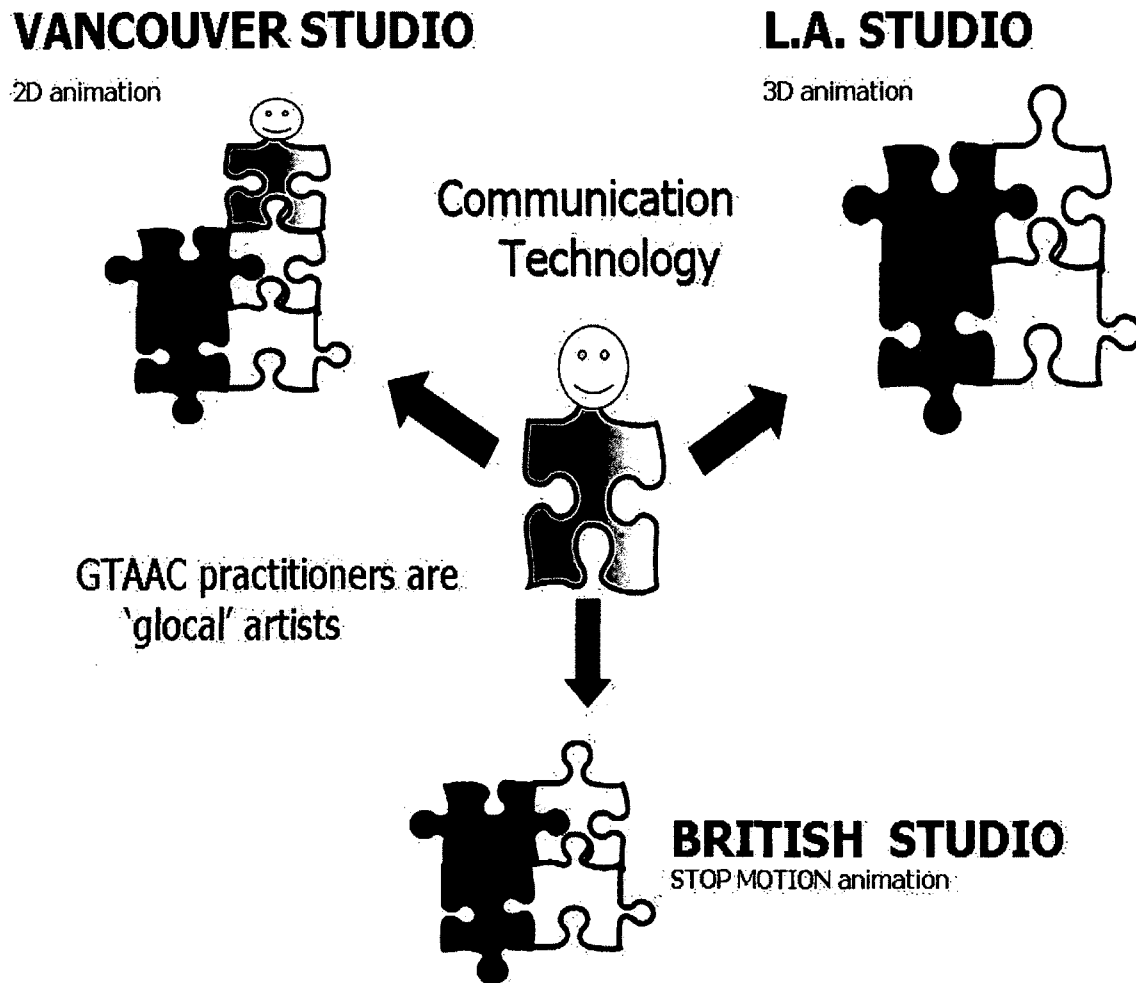 VANCOUVER STUDIO
2D animation
L.A. STUDIO
3D animation
Communication
Technology
GTAAC practitioners are
'glocal' artists
BRITISH STUDIO
STOP MOTION animation